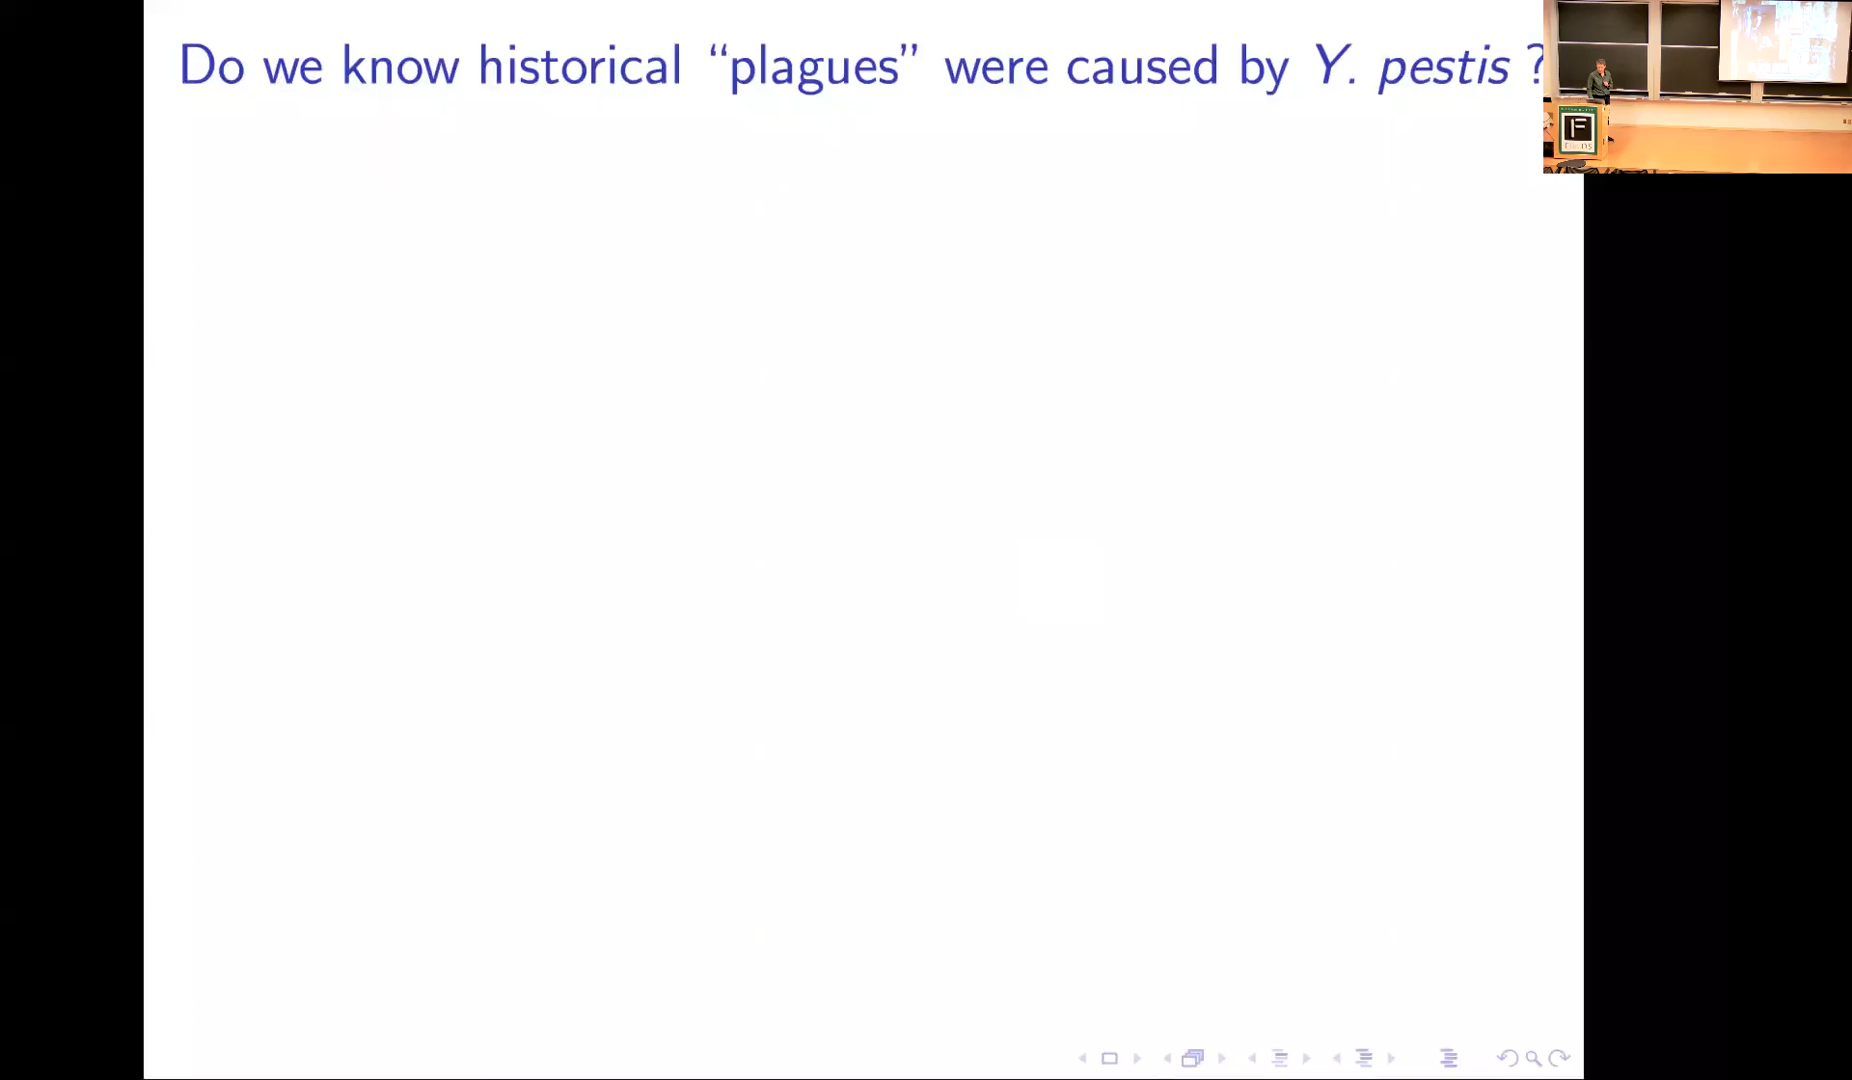 Do we know historical “plagues” were caused by Y. pestis ?
F